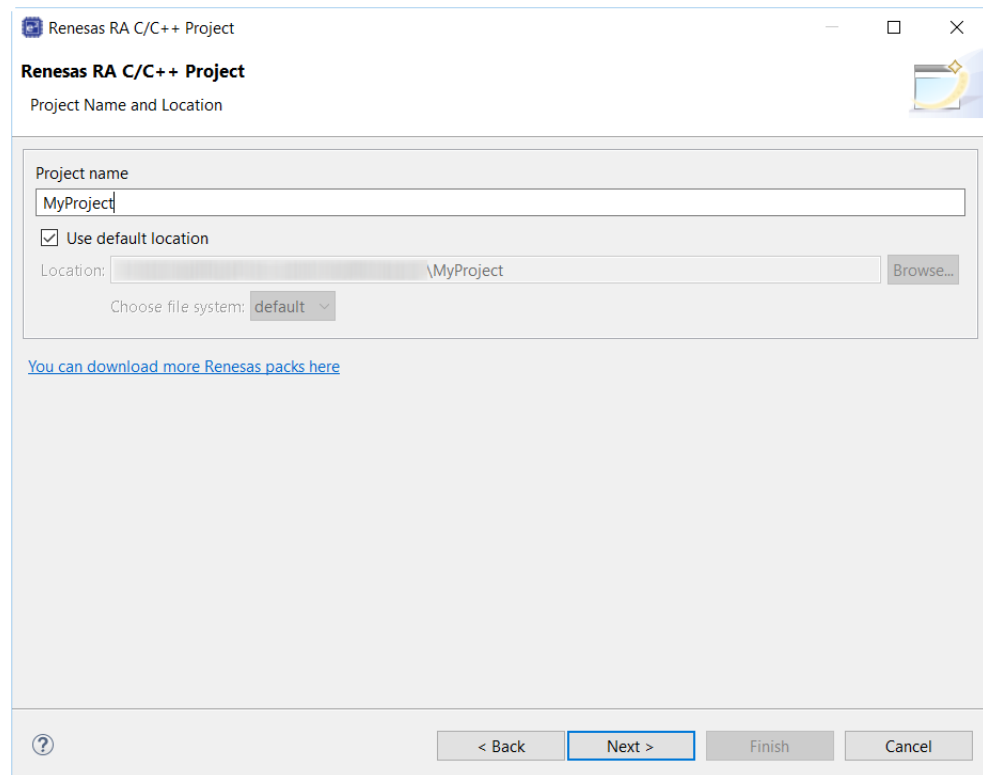 Renesas RA C/C++ Project
Renesas RA C/C++ Project
Project Name and Location
Project name
MyProject
Use default location
Location: \MyProject Browse...
Choose file system: default
You can download more Renesas packs here
? < Back Next > Finish Cancel